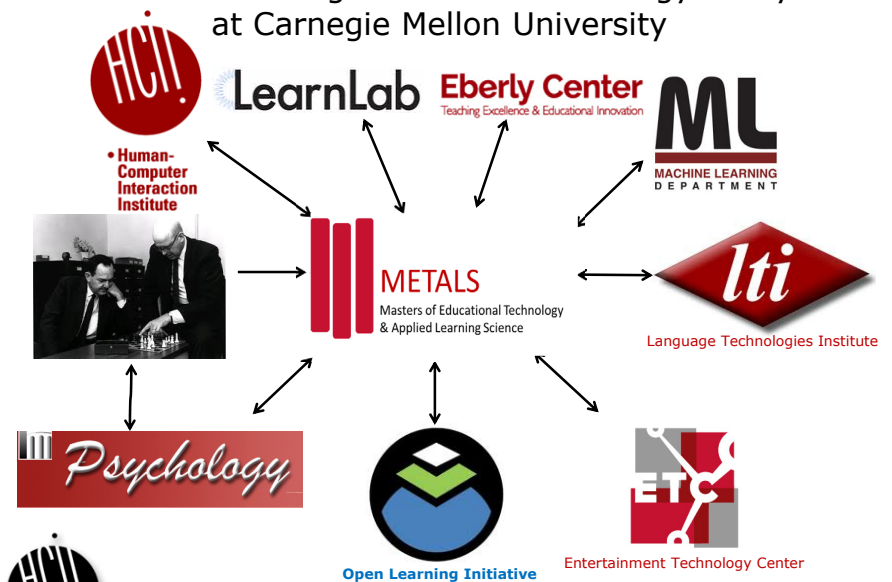 at Carnegie Mellon University
HCII
LearnLab
Eberly Center
Teaching Excellence & Educational Innovation
ML
MACHINE LEARNING
DEPARTMENT
• Human-
Computer
Interaction
Institute
METALS
Masters of Educational Technology
& Applied Learning Science
lti
Language Technologies Institute
Psychology
ETC
Open Learning Initiative
Entertainment Technology Center
HCII